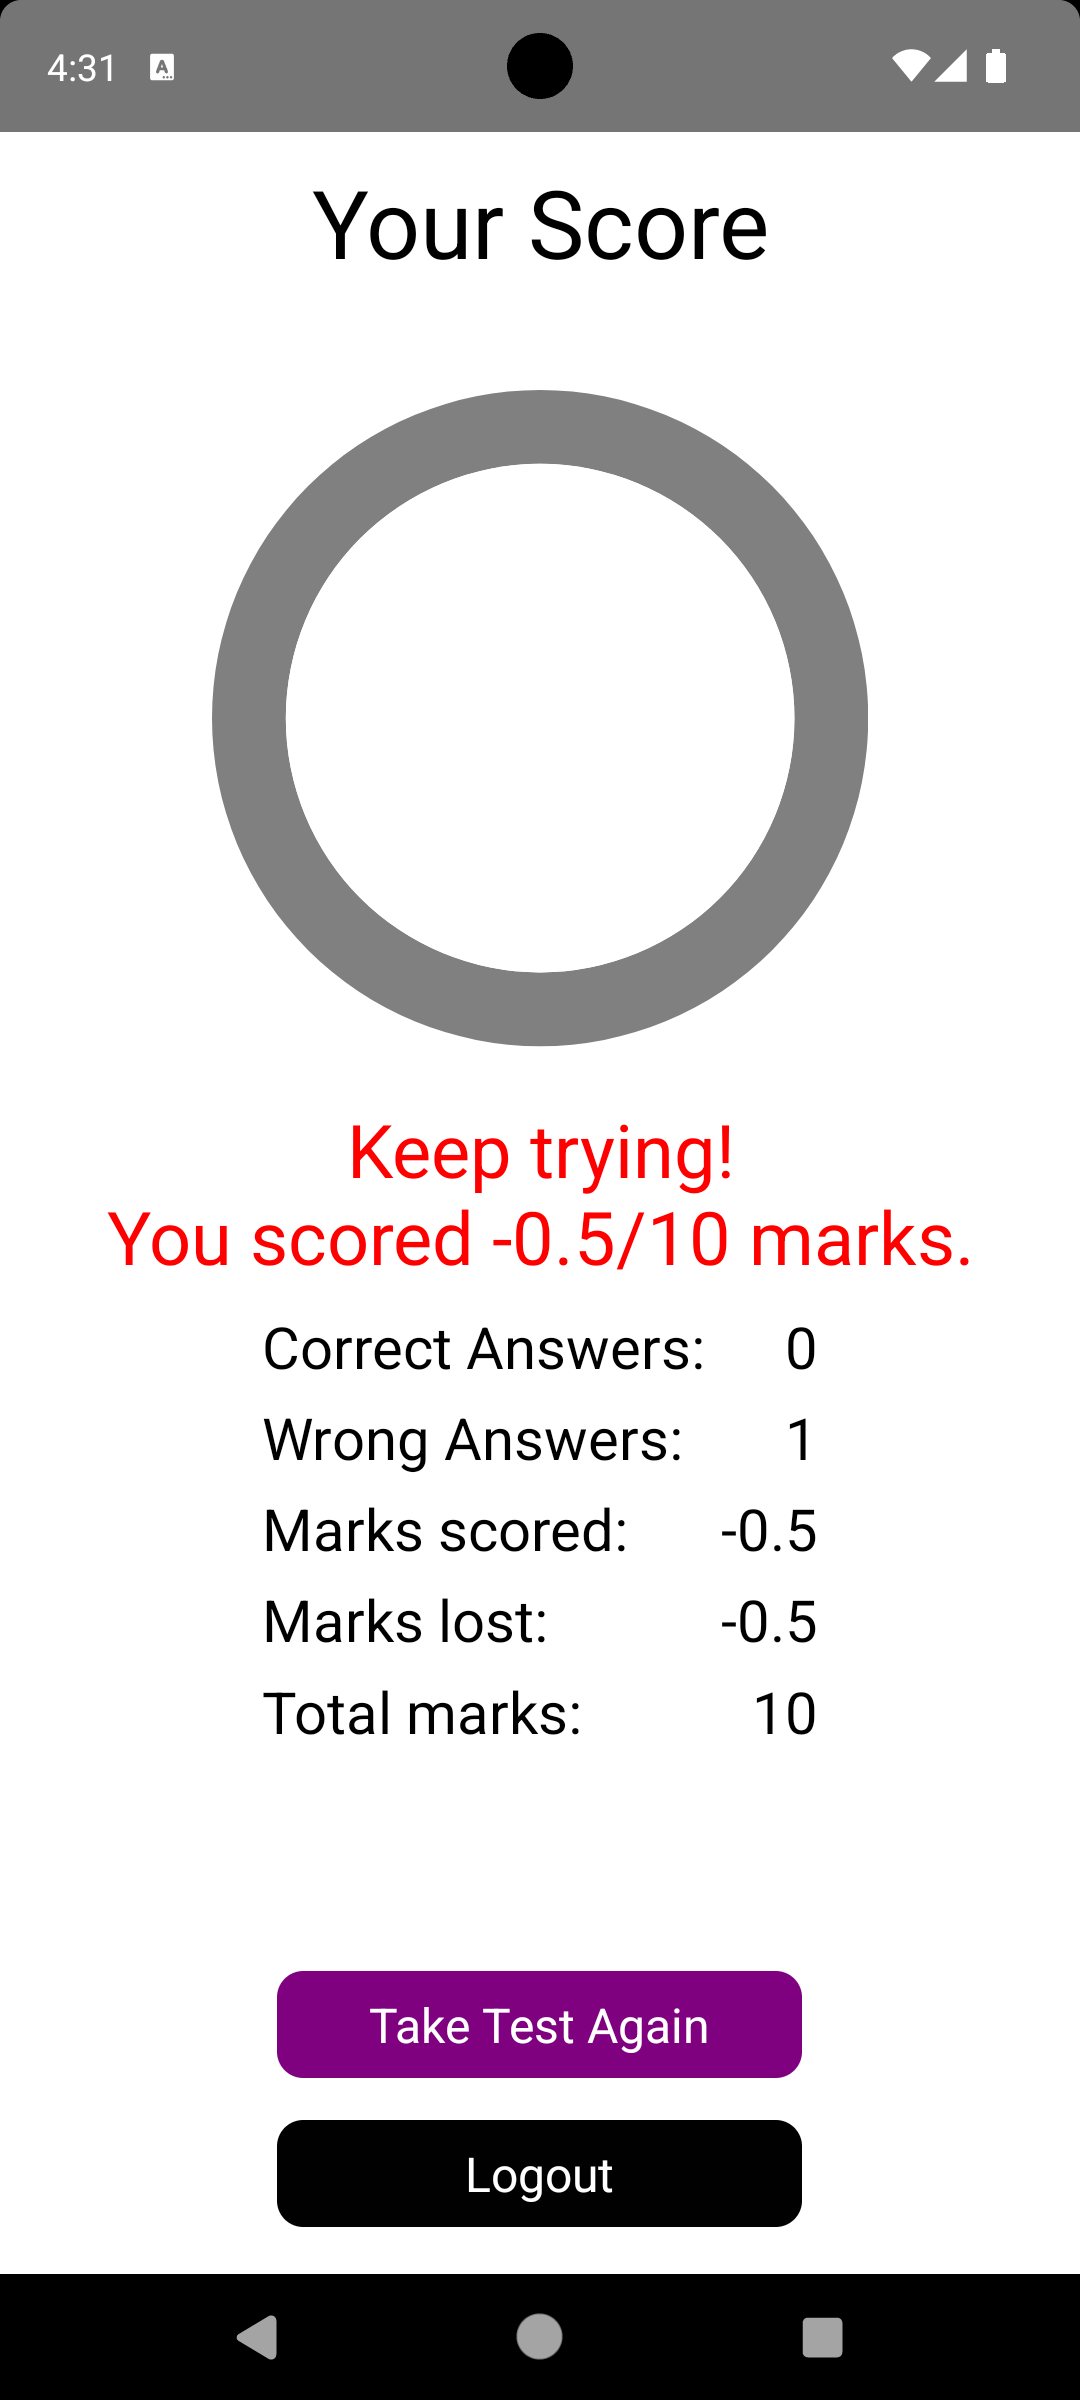 4:31
Your Score
Keep trying!
You scored -0.5/10 marks.
Correct Answers: 0
Wrong Answers: 1
Marks scored: -0.5
Marks lost: -0.5
Total marks: 10
Take Test Again
Logout